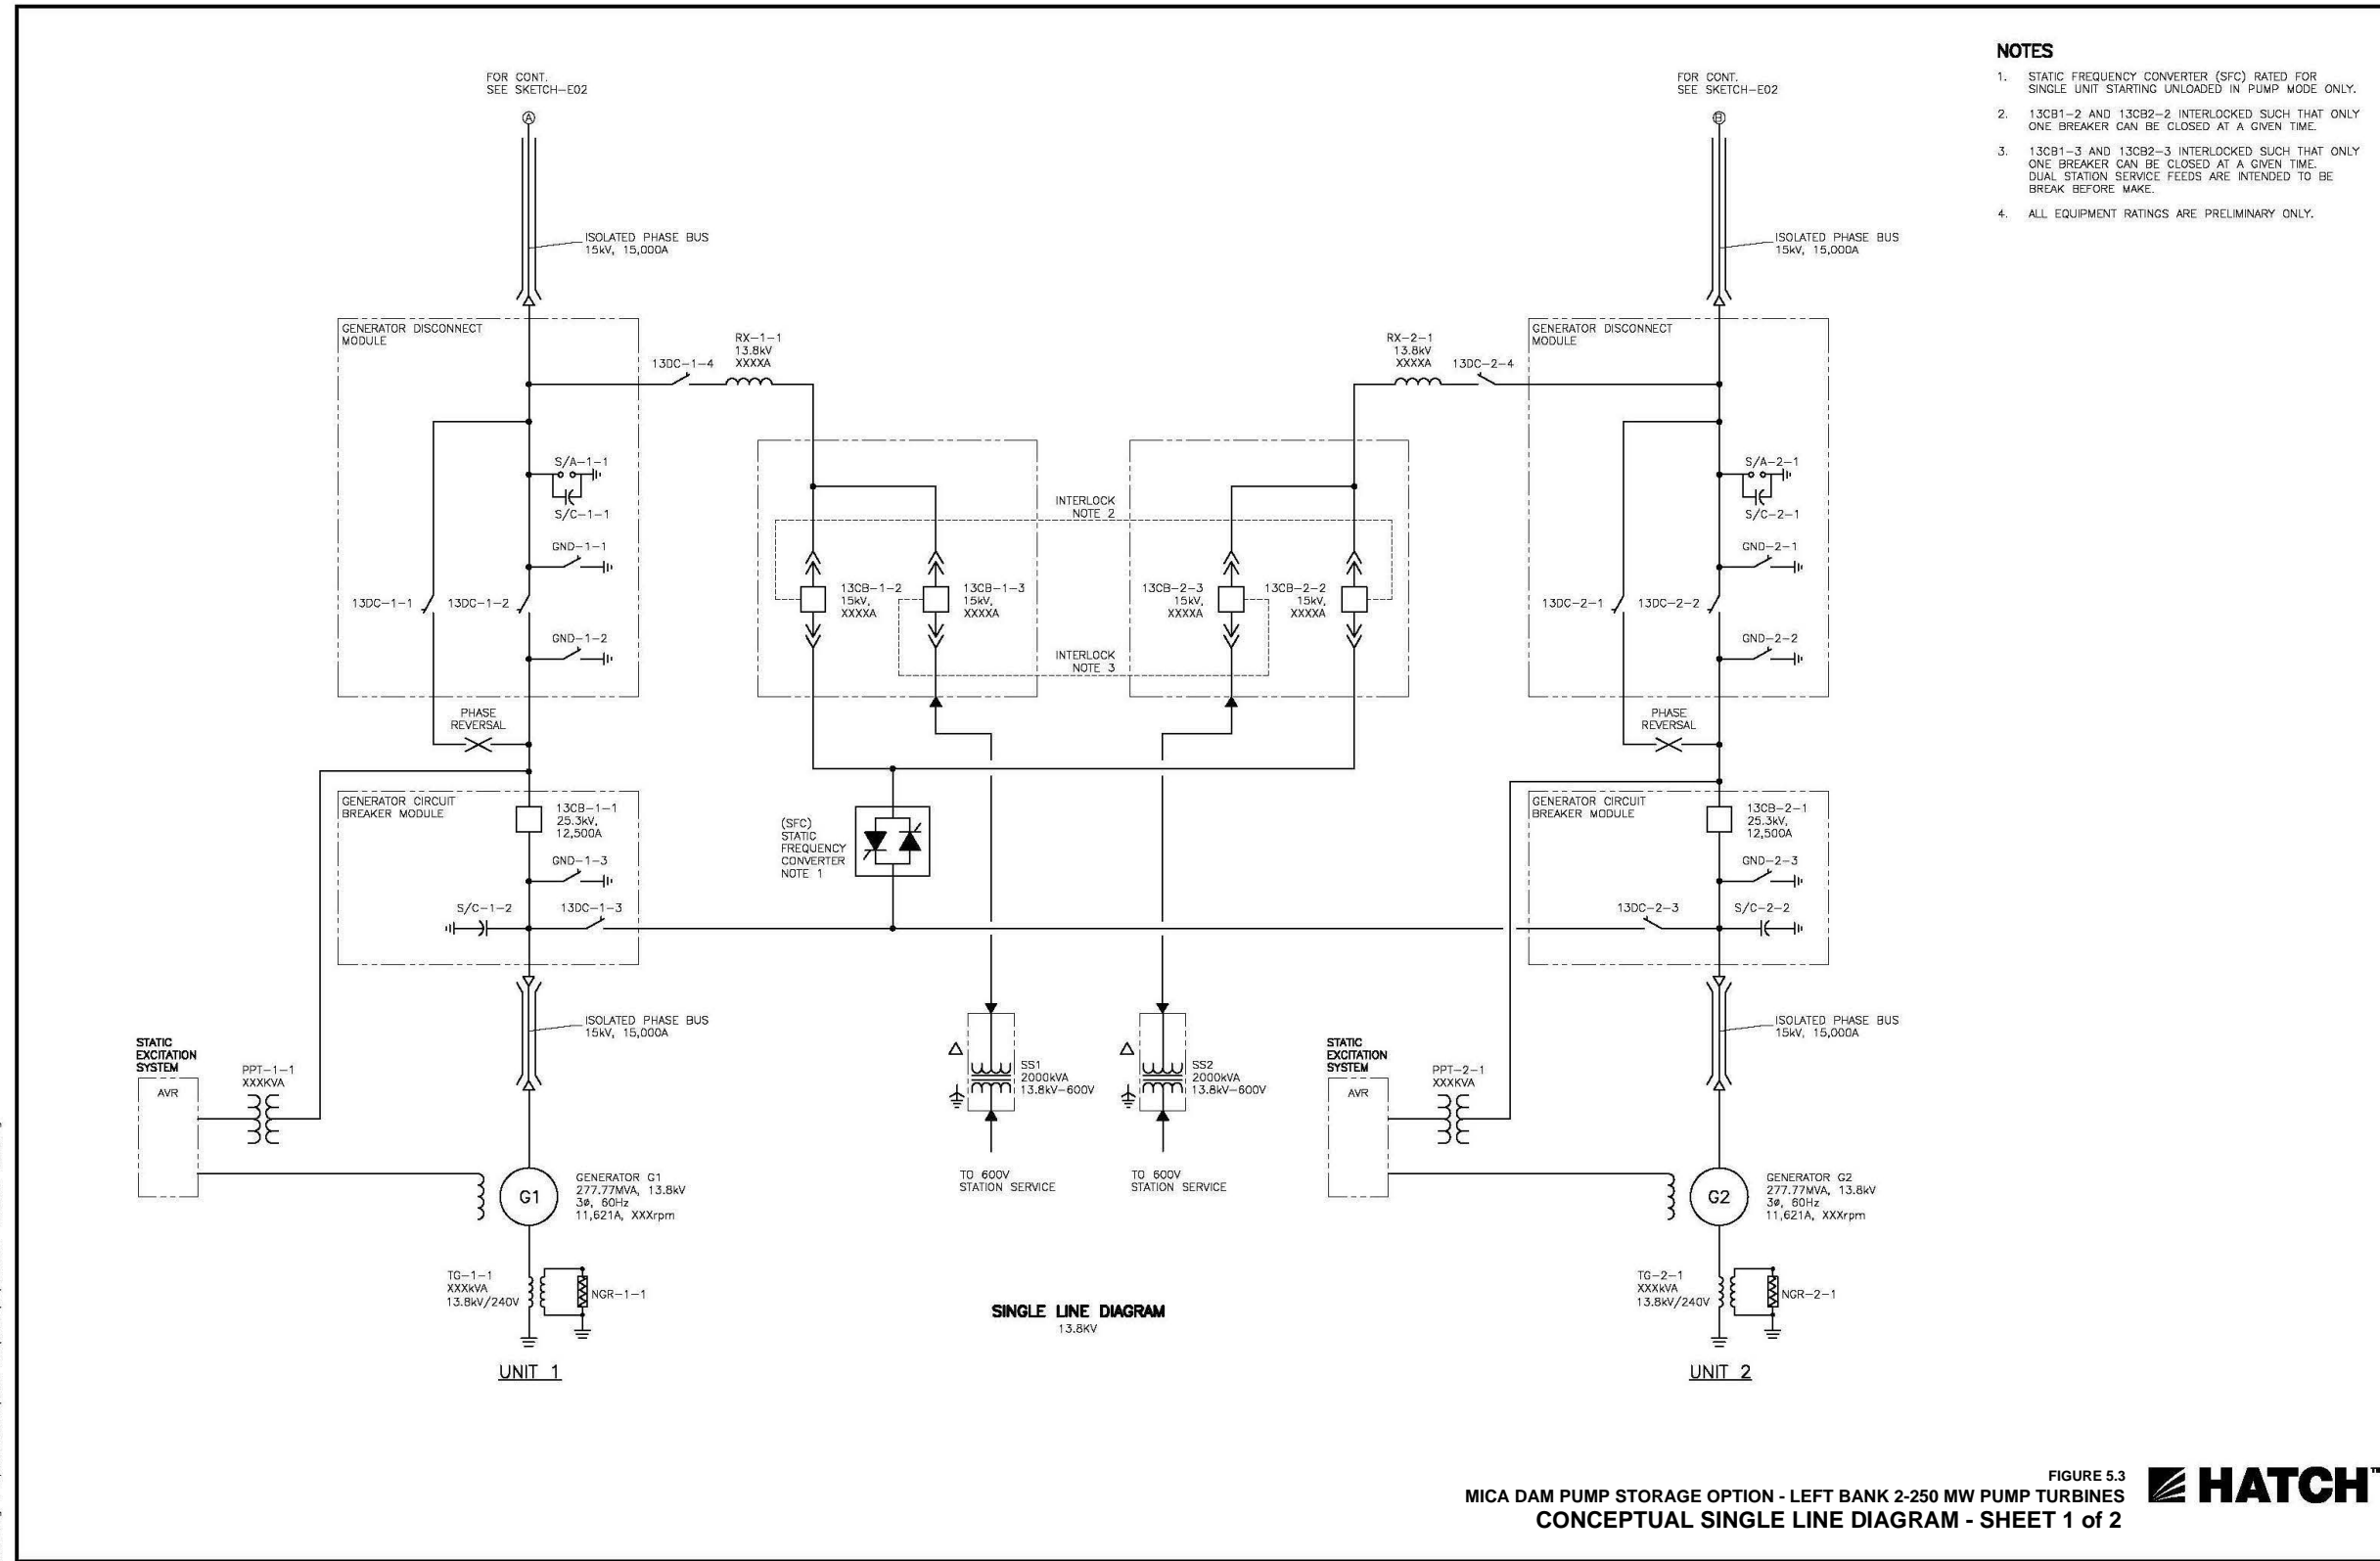 NOTES
1. STATIC FREQUENCY CONVERTER (SFC) RATED FOR
SINGLE UNIT STARTING UNLOADED IN PUMP MODE ONLY.
2. 13CB1-2 AND 13CB2-2 INTERLOCKED SUCH THAT ONLY
ONE BREAKER CAN BE CLOSED AT A GIVEN TIME.
3. 13CB1-3 AND 13CB2-3 INTERLOCKED SUCH THAT ONLY
ONE BREAKER CAN BE CLOSED AT A GIVEN TIME.
DUAL STATION SERVICE FEEDS ARE INTENDED TO BE
BREAK BEFORE MAKE.
4. ALL EQUIPMENT RATINGS ARE PRELIMINARY ONLY.
FOR CONT.
SEE SKETCH-E02
A
ISOLATED PHASE BUS
15kV, 15,000A
GENERATOR DISCONNECT
MODULE
13DC-1-4
RX-1-1
13.8kV
XXXXA
S/A-1-1
S/C-1-1
GND-1-1
13DC-1-1
13DC-1-2
GND-1-2
PHASE
REVERSAL
GENERATOR CIRCUIT
BREAKER MODULE
13CB-1-1
25.3kV,
12,500A
GND-1-3
S/C-1-2
13DC-1-3
ISOLATED PHASE BUS
15kV, 15,000A
STATIC
EXCITATION
SYSTEM
AVR
PPT-1-1
XXXKVA
G1
GENERATOR G1
277.77MVA, 13.8kV
3ø, 60Hz
11,621A, XXXrpm
TG-1-1
XXXkVA
13.8kV/240V
NGR-1-1
UNIT 1
INTERLOCK
NOTE 2
13CB-1-2
15kV,
XXXXA
13CB-1-3
15kV,
XXXXA
13CB-2-3
15kV,
XXXXA
13CB-2-2
15kV,
XXXXA
INTERLOCK
NOTE 3
(SFC)
STATIC
FREQUENCY
CONVERTER
NOTE 1
SS1
2000kVA
13.8kV-600V
TO 600V
STATION SERVICE
SS2
2000kVA
13.8kV-600V
TO 600V
STATION SERVICE
SINGLE LINE DIAGRAM
13.8KV
FOR CONT.
SEE SKETCH-E02
B
ISOLATED PHASE BUS
15kV, 15,000A
RX-2-1
13.8kV
XXXXA
13DC-2-4
GENERATOR DISCONNECT
MODULE
S/A-2-1
S/C-2-1
GND-2-1
13DC-2-1
13DC-2-2
GND-2-2
PHASE
REVERSAL
GENERATOR CIRCUIT
BREAKER MODULE
13CB-2-1
25.3kV,
12,500A
GND-2-3
13DC-2-3
S/C-2-2
ISOLATED PHASE BUS
15kV, 15,000A
STATIC
EXCITATION
SYSTEM
AVR
PPT-2-1
XXXKVA
G2
GENERATOR G2
277.77MVA, 13.8kV
3ø, 60Hz
11,621A, XXXrpm
TG-2-1
XXXkVA
13.8kV/240V
NGR-2-1
UNIT 2
FIGURE 5.3
MICA DAM PUMP STORAGE OPTION - LEFT BANK 2-250 MW PUMP TURBINES
CONCEPTUAL SINGLE LINE DIAGRAM - SHEET 1 of 2
HATCH™